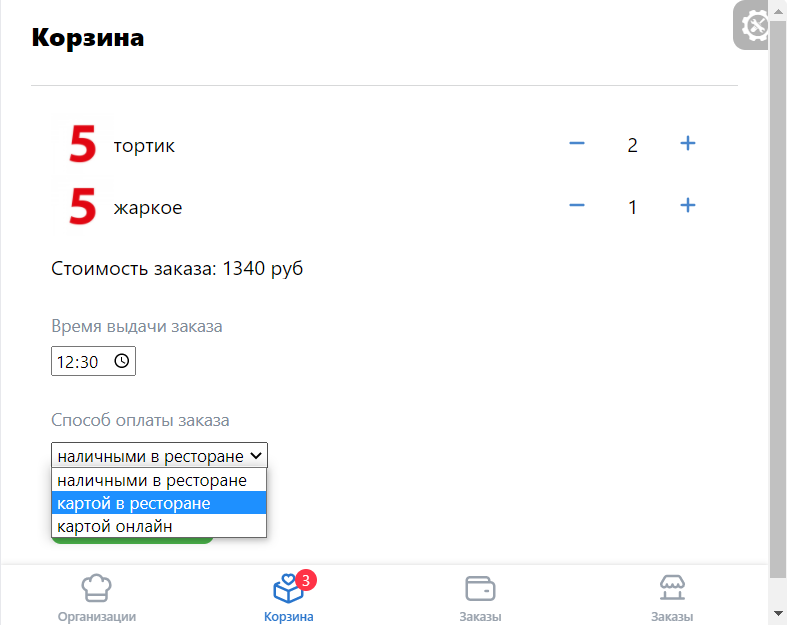 Корзина
5 тортик − 2 +
5 жаркое − 1 +
Стоимость заказа: 1340 руб
Время выдачи заказа
12:30
Способ оплаты заказа
наличными в ресторане
наличными в ресторане
картой в ресторане
картой онлайн
3
Организации Корзина Заказы Заказы